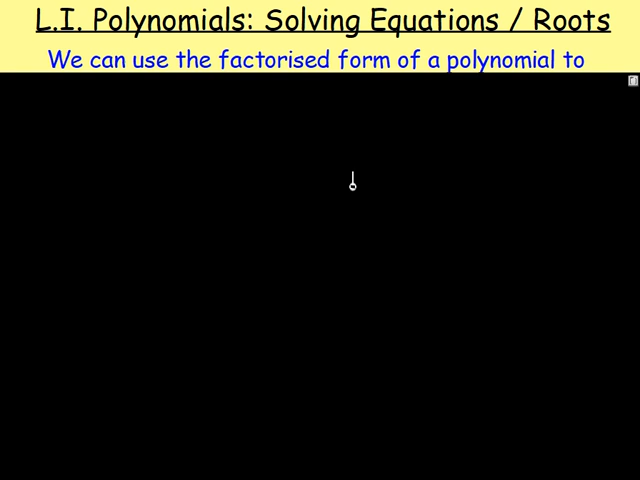 L.I. Polynomials: Solving Equations / Roots
We can use the factorised form of a polynomial to